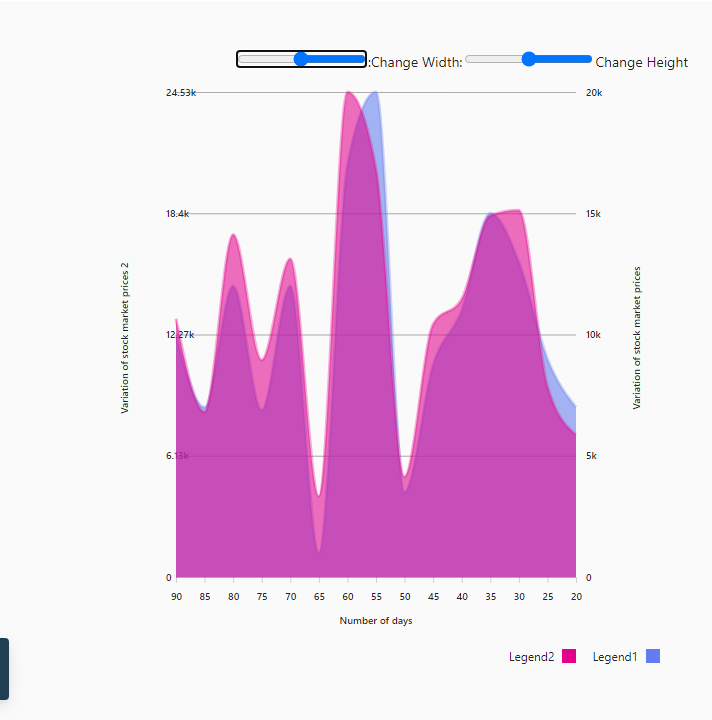 :Change Width:
Change Height
24.53k
20k
18.4k
15k
12.27k
10k
6.13k
5k
0
0
Variation of stock market prices 2
Variation of stock market prices
90 85 80 75 70 65 60 55 50 45 40 35 30 25 20
Number of days
Legend2
Legend1